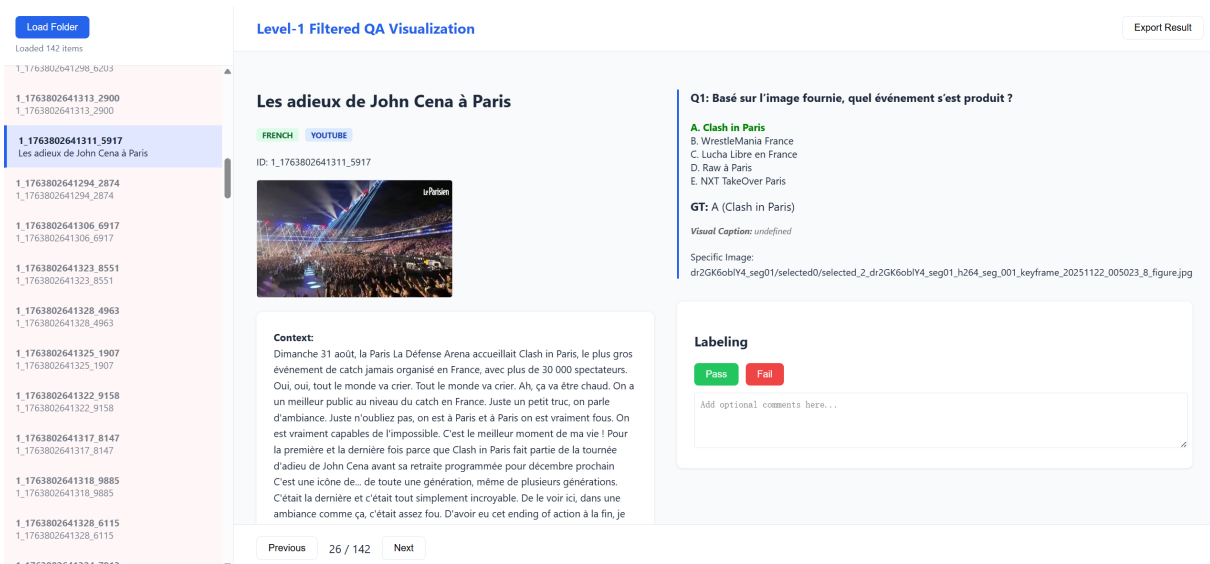 Load Folder
Loaded 142 items
1_1763802641298_6203
1_1763802641313_2900
1_1763802641313_2900
1_1763802641311_5917
Les adieux de John Cena à Paris
1_1763802641294_2874
1_1763802641294_2874
1_1763802641306_6917
1_1763802641306_6917
1_1763802641323_8551
1_1763802641323_8551
1_1763802641328_4963
1_1763802641328_4963
1_1763802641325_1907
1_1763802641325_1907
1_1763802641322_9158
1_1763802641322_9158
1_1763802641317_8147
1_1763802641317_8147
1_1763802641318_9885
1_1763802641318_9885
1_1763802641328_6115
1_1763802641328_6115
Level-1 Filtered QA Visualization
Export Result
Les adieux de John Cena à Paris
FRENCH YOUTUBE
ID: 1_1763802641311_5917
Le Parisien
Context:
Dimanche 31 août, la Paris La Défense Arena accueillait Clash in Paris, le plus gros
événement de catch jamais organisé en France, avec plus de 30 000 spectateurs.
Oui, oui, tout le monde va crier. Tout le monde va crier. Ah, ça va être chaud. On a
un meilleur public au niveau du catch en France. Juste un petit truc, on parle
d'ambiance. Juste n'oubliez pas, on est à Paris et à Paris on est vraiment fous. On
est vraiment capables de l'impossible. C'est le meilleur moment de ma vie ! Pour
la première et la dernière fois parce que Clash in Paris fait partie de la tournée
d'adieu de John Cena avant sa retraite programmée pour décembre prochain
C'est une icône de... de toute une génération, même de plusieurs générations.
C'était la dernière et c'était tout simplement incroyable. De le voir ici, dans une
ambiance comme ça, c'était assez fou. D'avoir eu cet ending of action à la fin, je
Q1: Basé sur l'image fournie, quel événement s'est produit ?
A. Clash in Paris
B. WrestleMania France
C. Lucha Libre en France
D. Raw à Paris
E. NXT TakeOver Paris
GT: A (Clash in Paris)
Visual Caption: undefined
Specific Image:
dr2GK6oblY4_seg01/selected0/selected_2_dr2GK6oblY4_seg01_h264_seg_001_keyframe_20251122_005023_8_figure.jpg
Labeling
Pass Fail
Add optional comments here...
Previous 26 / 142 Next